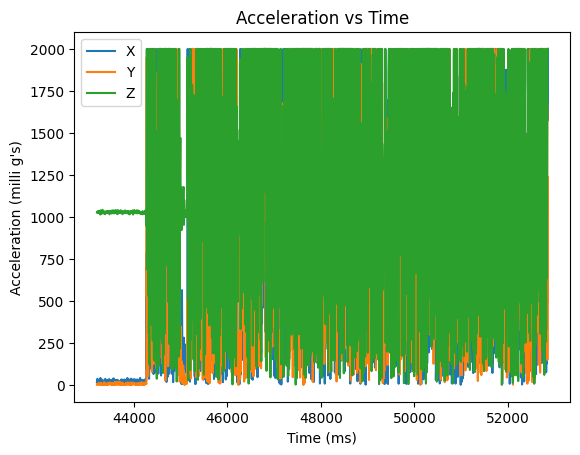 Acceleration vs Time
X
Y
Z
2000
1750
1500
1250
1000
750
500
250
0
Acceleration (milli g's)
44000 46000 48000 50000 52000
Time (ms)